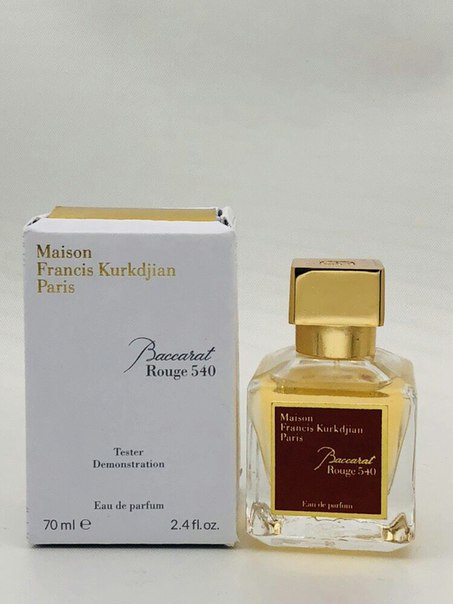 Maison
Francis Kurkdjian
Paris
Baccarat
Rouge 540
Tester
Demonstration
Eau de parfum
70 ml ℮ 2.4 fl. oz.
Maison
Francis Kurkdjian
Paris
Baccarat
Rouge 540
Eau de parfum